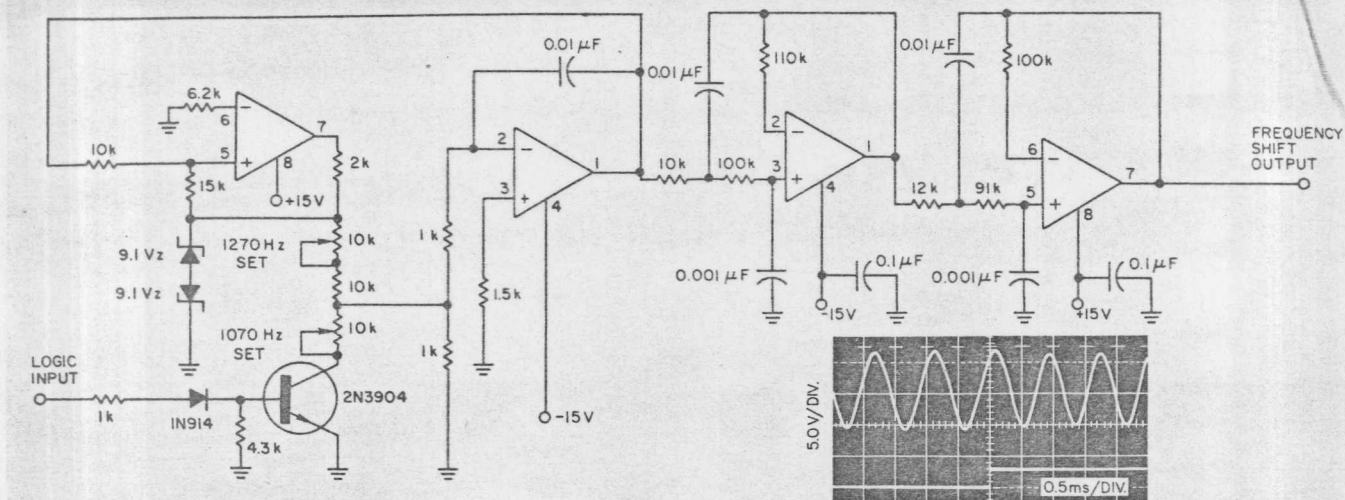 0.01 μF
0.01 μF
110k
0.01 μF
100k
6.2k
−
6
7
10k
5
+
8
2k
+15V
15k
9.1 Vz
9.1 Vz
1270 Hz
SET
10k
10k
1070 Hz
SET
10k
1k
1k
−
2
3
+
1
4
1.5k
-15V
10k
100k
2
−
3
+
1
4
0.001 μF
0.1 μF
-15V
12k
91k
6
−
5
+
7
8
0.001 μF
0.1 μF
+15V
FREQUENCY
SHIFT
OUTPUT
LOGIC
INPUT
1k
1N914
4.3k
2N3904
5.0 V/DIV.
0.5ms/DIV.